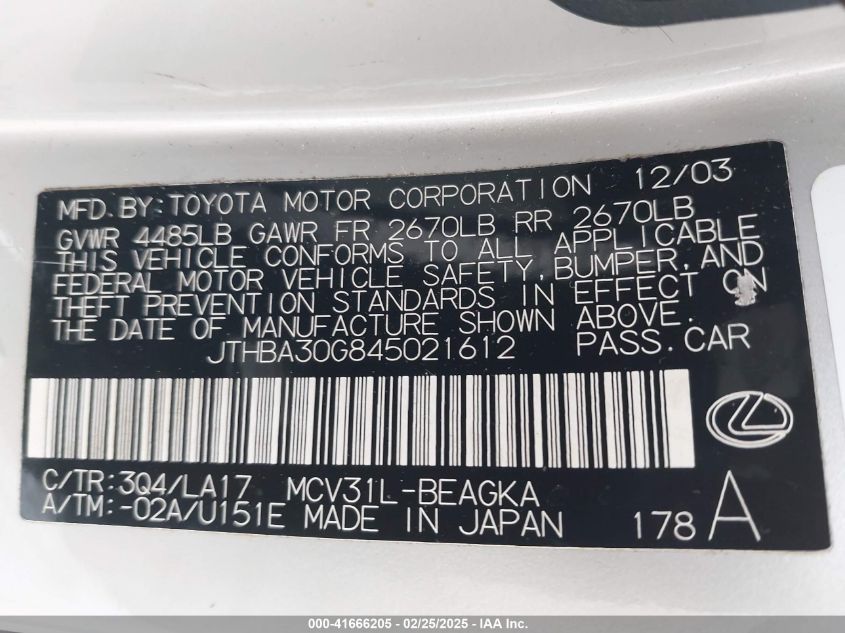 MFD.BY:TOYOTA MOTOR CORPORATION 12/03
GVWR 4485LB GAWR FR 2670LB RR 2670LB
THIS VEHICLE CONFORMS TO ALL APPLICABLE
FEDERAL MOTOR VEHICLE SAFETY,BUMPER,AND
THEFT PREVENTION STANDARDS IN EFFECT ON
THE DATE OF MANUFACTURE SHOWN ABOVE.
JTHBA30G845021612 PASS.CAR
C/TR:3Q4/LA17 MCV31L-BEAGKA
A/TM:-02A/U151E MADE IN JAPAN 178 A
000-41666205 - 02/25/2025 - IAA Inc.